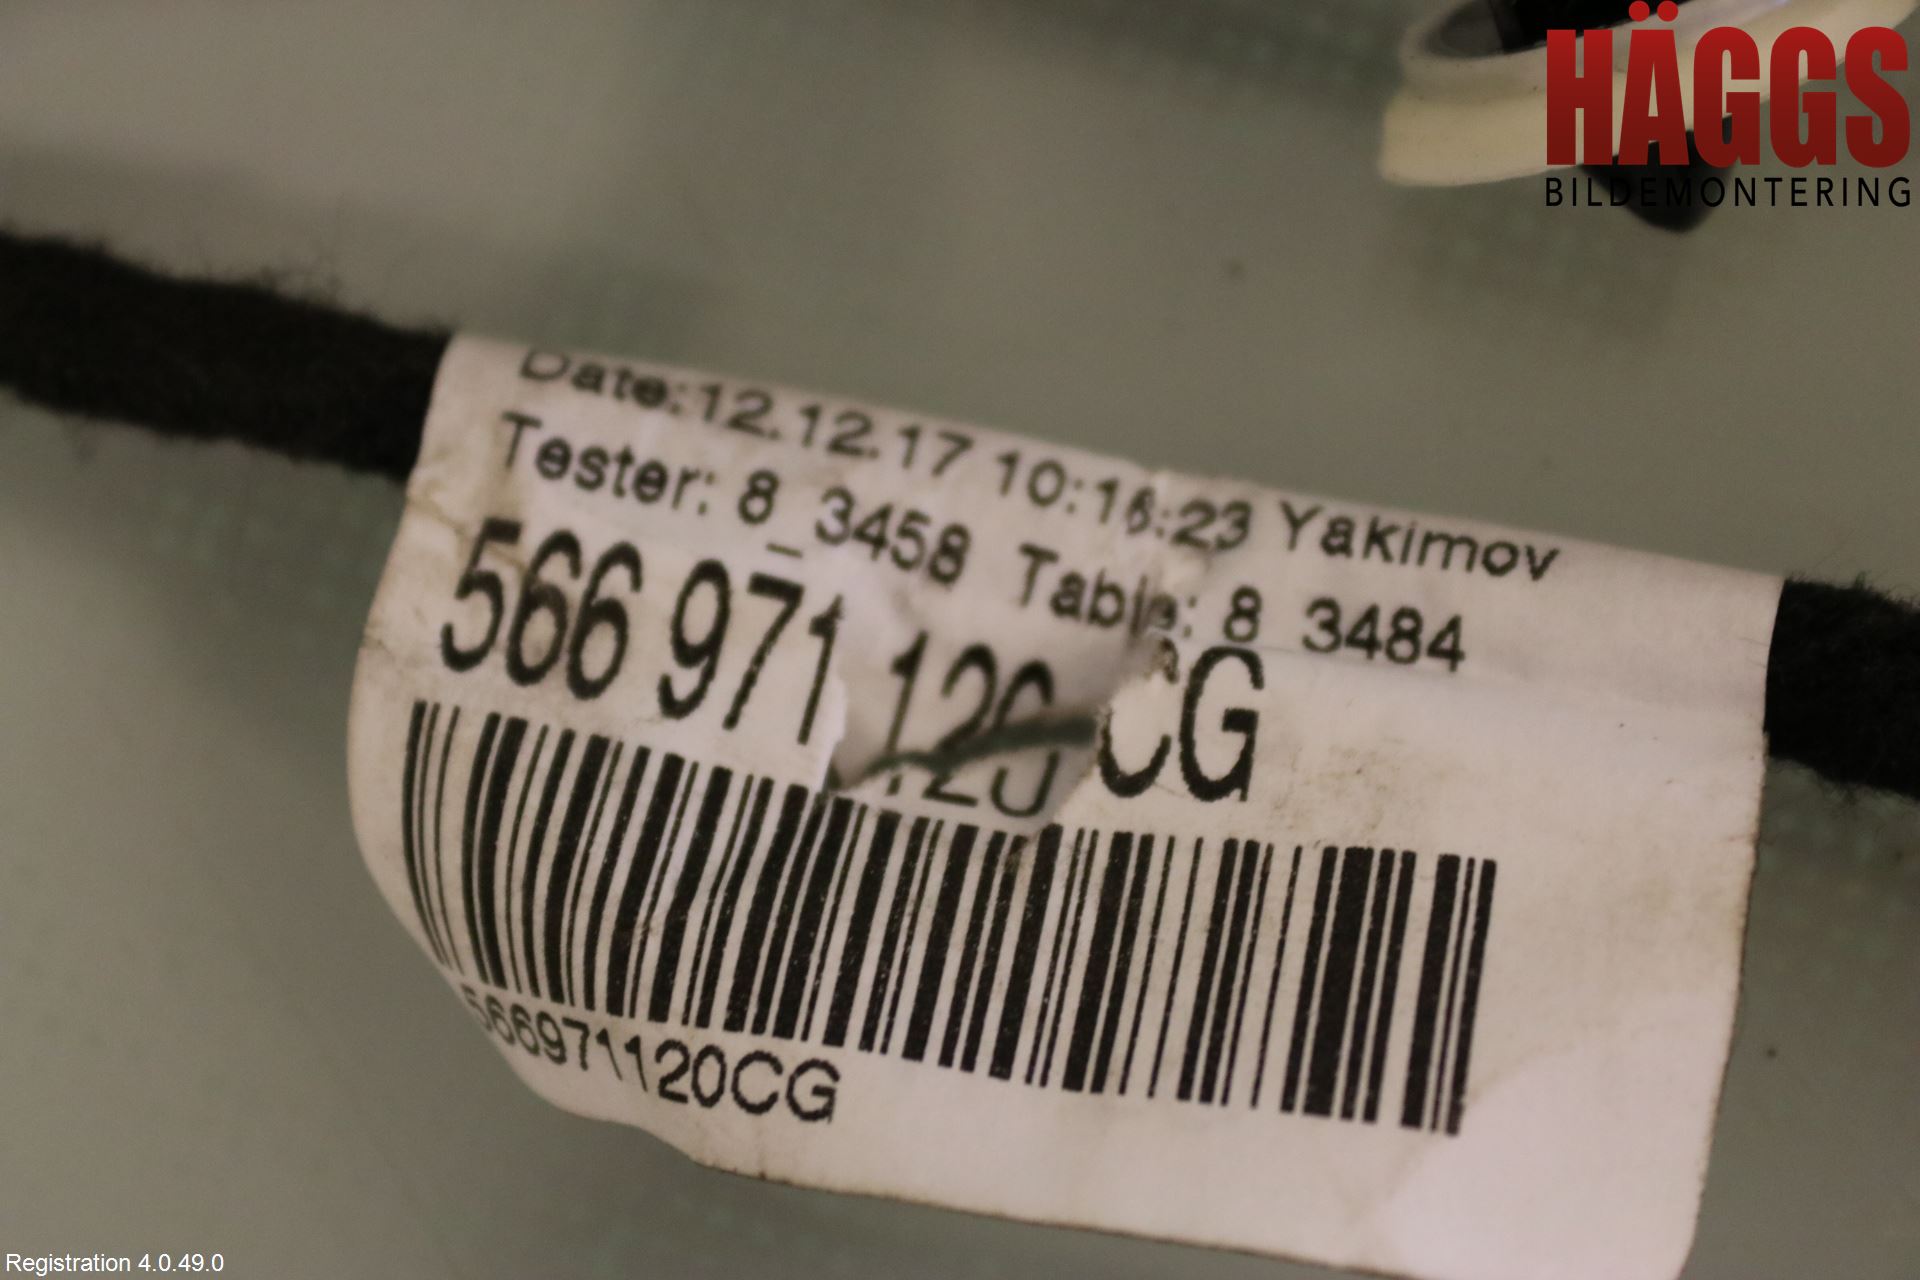 HÄGGS
BILDEMONTERING
Date:12.12.17 10:16:23 Yakimov
Tester: 8_3458 Table: 8 3484
566 971 120 CG
566971120CG
Registration 4.0.49.0